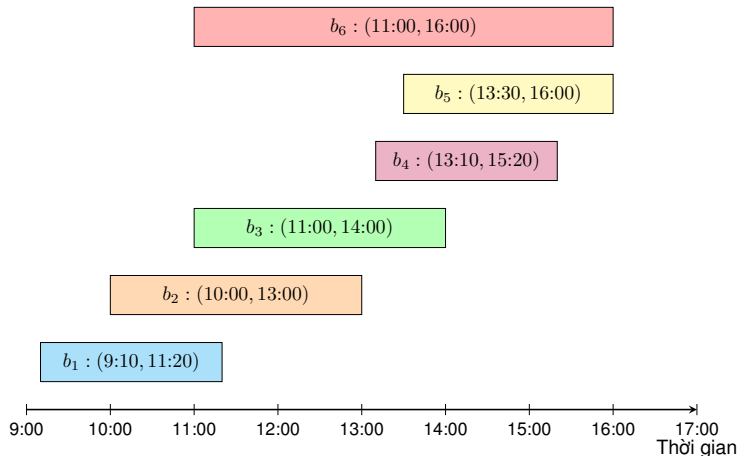 b₆ : (11:00, 16:00)
b₅ : (13:30, 16:00)
b₄ : (13:10, 15:20)
b₃ : (11:00, 14:00)
b₂ : (10:00, 13:00)
b₁ : (9:10, 11:20)
9:00 10:00 11:00 12:00 13:00 14:00 15:00 16:00 17:00
Thời gian